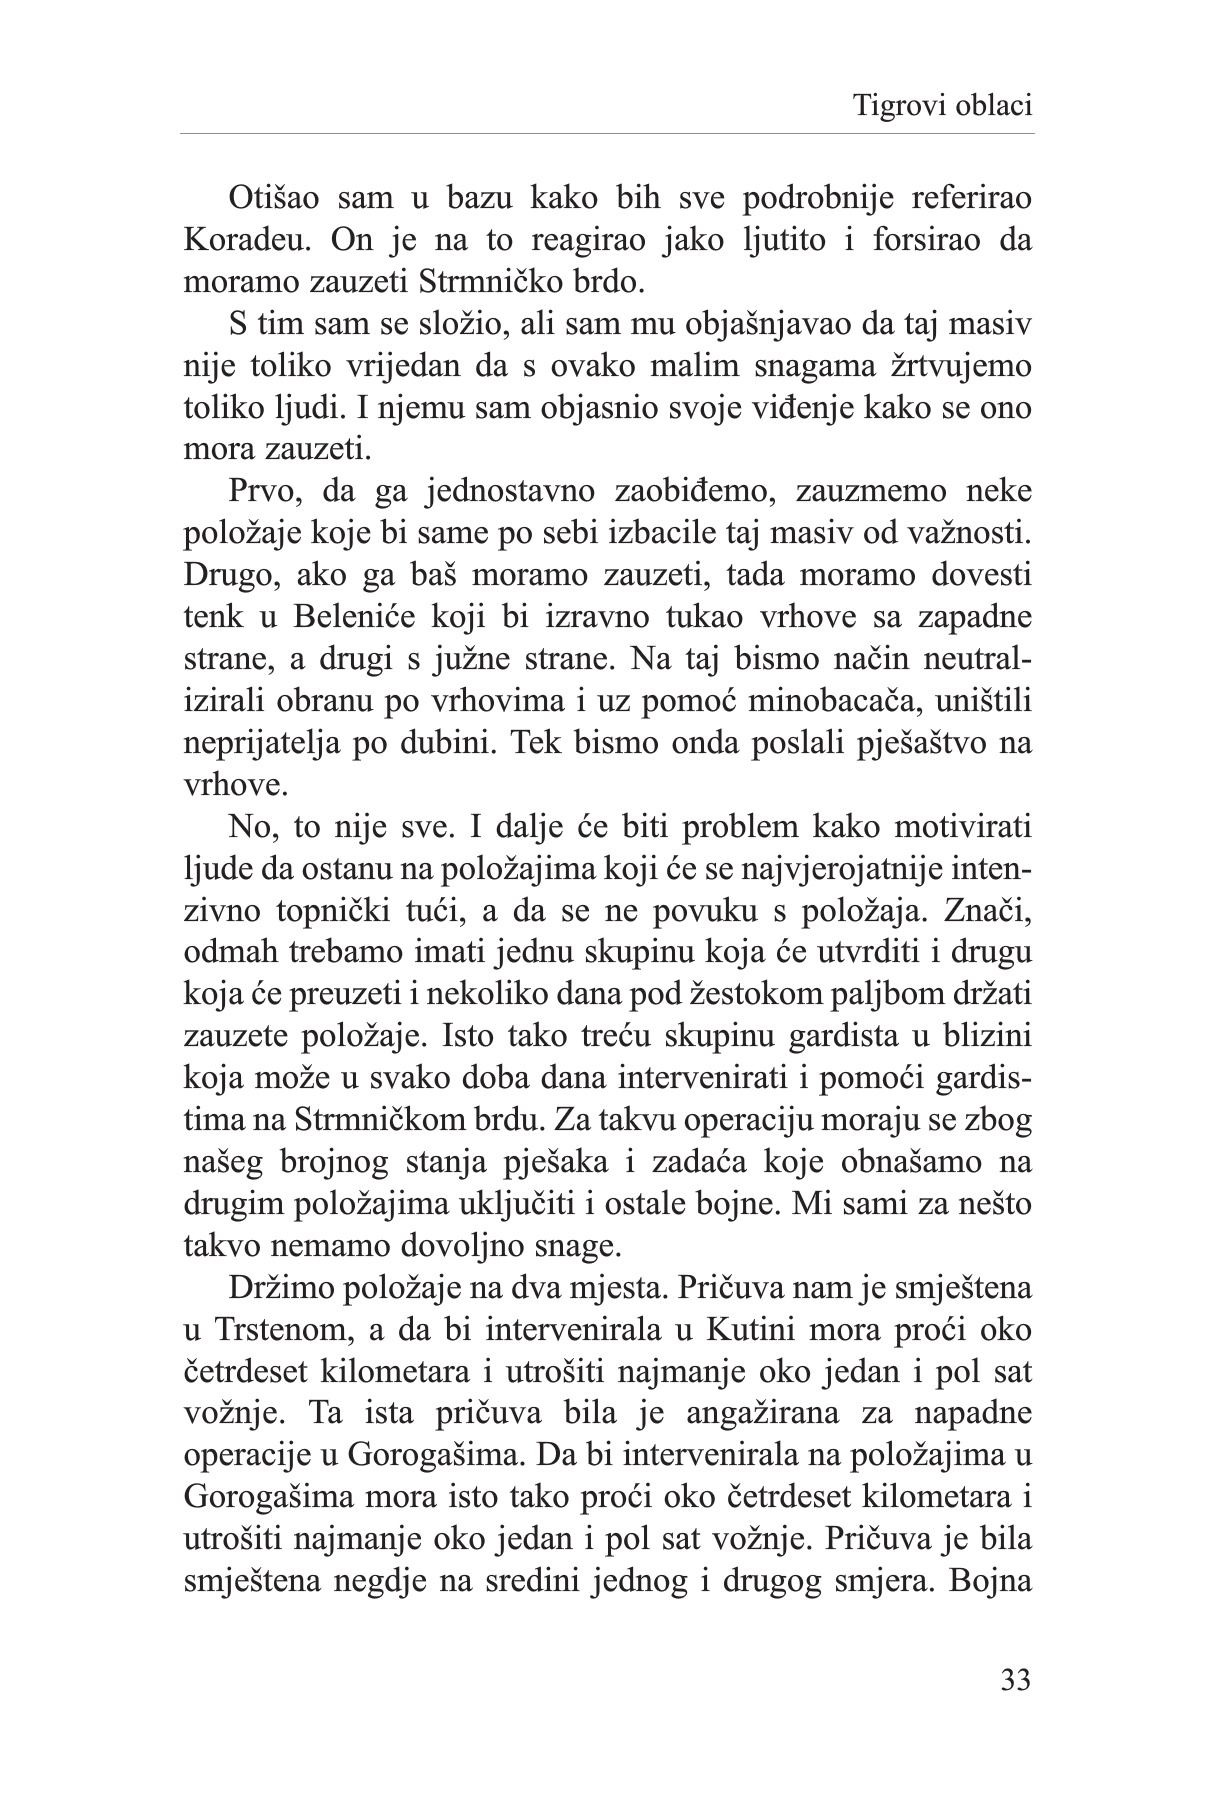 Tigrovi oblaci
Otišao sam u bazu kako bih sve podrobnije referirao
Koradeu. On je na to reagirao jako ljutito i forsirao da
moramo zauzeti Strmničko brdo.
S tim sam se složio, ali sam mu objašnjavao da taj masiv
nije toliko vrijedan da s ovako malim snagama žrtvujemo
toliko ljudi. I njemu sam objasnio svoje viđenje kako se ono
mora zauzeti.
Prvo, da ga jednostavno zaobiđemo, zauzmemo neke
položaje koje bi same po sebi izbacile taj masiv od važnosti.
Drugo, ako ga baš moramo zauzeti, tada moramo dovesti
tenk u Beleniće koji bi izravno tukao vrhove sa zapadne
strane, a drugi s južne strane. Na taj bismo način neutral-
izirali obranu po vrhovima i uz pomoć minobacača, uništili
neprijatelja po dubini. Tek bismo onda poslali pješaštvo na
vrhove.
No, to nije sve. I dalje će biti problem kako motivirati
ljude da ostanu na položajima koji će se najvjerojatnije inten-
zivno topnički tući, a da se ne povuku s položaja. Znači,
odmah trebamo imati jednu skupinu koja će utvrditi i drugu
koja će preuzeti i nekoliko dana pod žestokom paljbom držati
zauzete položaje. Isto tako treću skupinu gardista u blizini
koja može u svako doba dana intervenirati i pomoći gardis-
tima na Strmničkom brdu. Za takvu operaciju moraju se zbog
našeg brojnog stanja pješaka i zadaća koje obnašamo na
drugim položajima uključiti i ostale bojne. Mi sami za nešto
takvo nemamo dovoljno snage.
Držimo položaje na dva mjesta. Pričuva nam je smještena
u Trstenom, a da bi intervenirala u Kutini mora proći oko
četrdeset kilometara i utrošiti najmanje oko jedan i pol sat
vožnje. Ta ista pričuva bila je angažirana za napadne
operacije u Gorogašima. Da bi intervenirala na položajima u
Gorogašima mora isto tako proći oko četrdeset kilometara i
utrošiti najmanje oko jedan i pol sat vožnje. Pričuva je bila
smještena negdje na sredini jednog i drugog smjera. Bojna
33